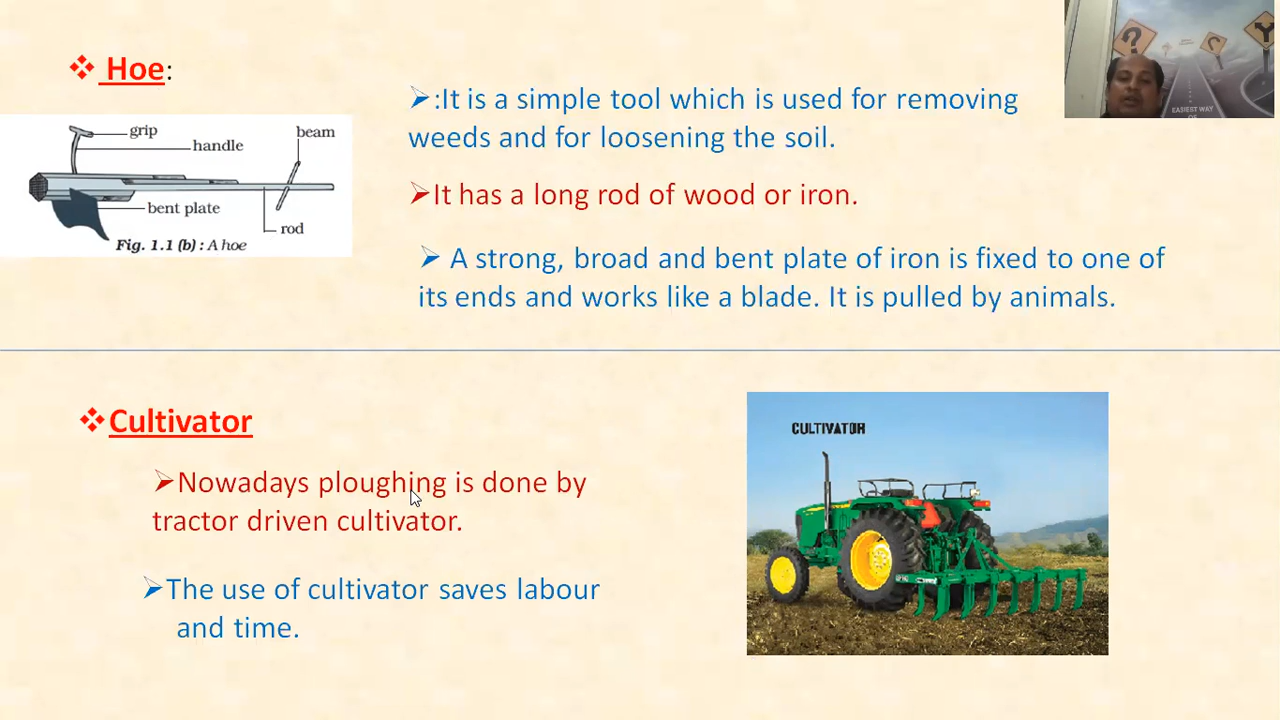 ❖ Hoe:
grip
handle
beam
bent plate
rod
Fig. 1.1 (b) : A hoe
➢:It is a simple tool which is used for removing
weeds and for loosening the soil.
➢It has a long rod of wood or iron.
➢ A strong, broad and bent plate of iron is fixed to one of
its ends and works like a blade. It is pulled by animals.
?
EASIEST WAY
OF
❖Cultivator
➢Nowadays ploughing is done by
tractor driven cultivator.
➢The use of cultivator saves labour
and time.
CULTIVATOR